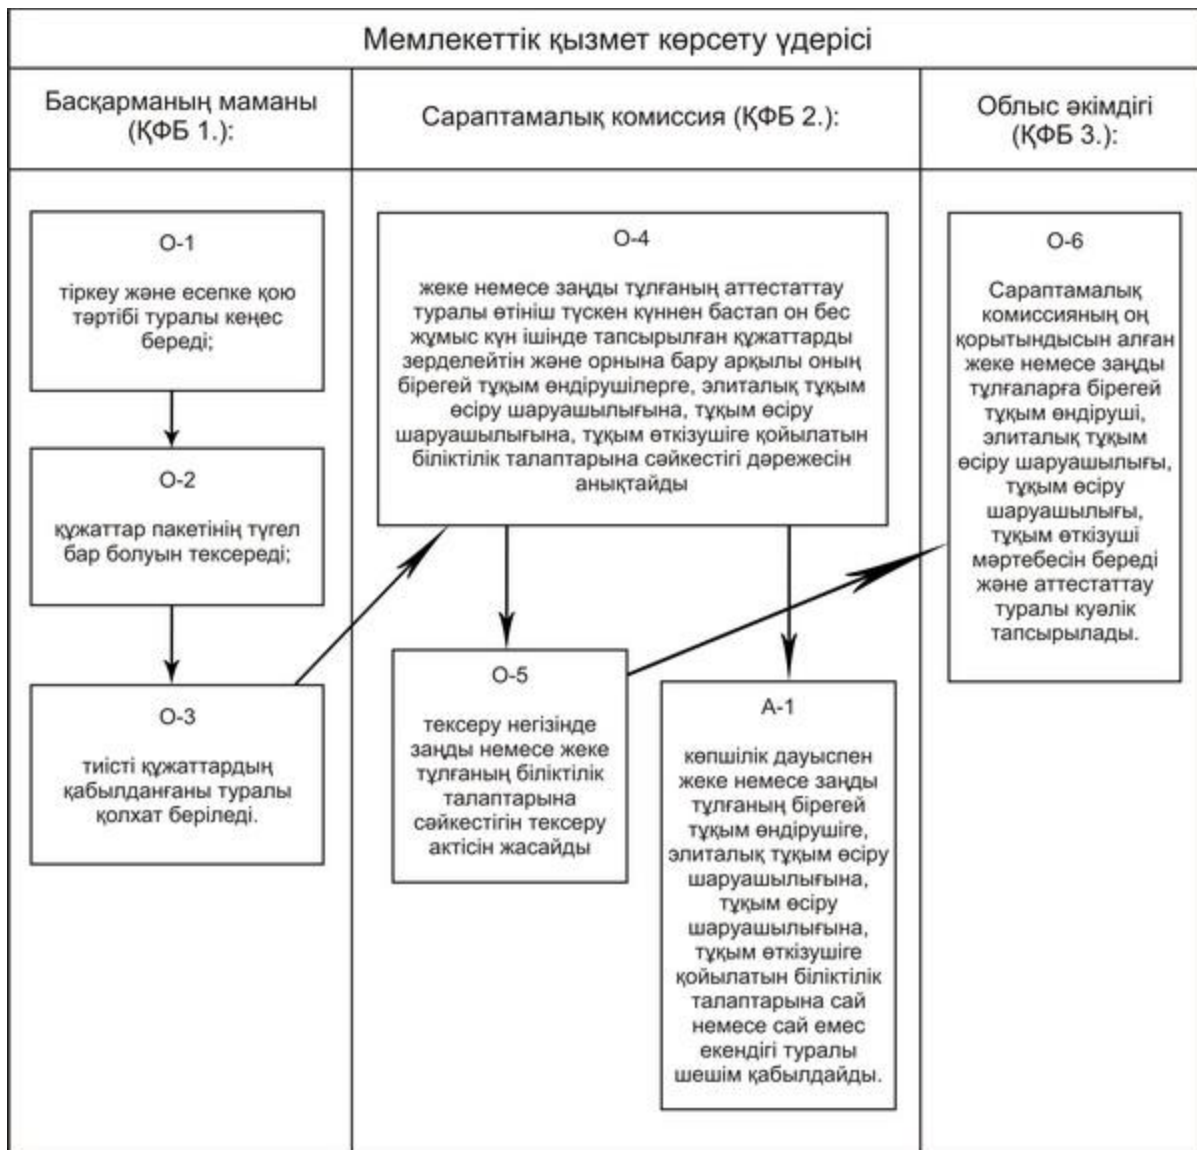 Мемлекеттік қызмет көрсету үдерісі
Басқарманың маманы
(ҚФБ 1.):
Сараптамалық комиссия (ҚФБ 2.):
Облыс әкімдігі
(ҚФБ 3.):
О-1
тіркеу және есепке қою
тәртібі туралы кеңес
береді;
О-2
құжаттар пакетінің түгел
бар болуын тексереді;
О-3
тиісті құжаттардың
қабылданғаны туралы
қолхат беріледі.
О-4
жеке немесе заңды тұлғаның аттестаттау
туралы өтініш түскен күннен бастап он бес
жұмыс күн ішінде тапсырылған құжаттарды
зерделейтін және орнына бару арқылы оның
бірегей тұқым өндірушілерге, элиталық тұқым
өсіру шаруашылығына, тұқым өсіру
шаруашылығына, тұқым өткізушіге қойылатын
біліктілік талаптарына сәйкестігі дәрежесін
анықтайды
О-5
тексеру негізінде
заңды немесе жеке
тұлғаның біліктілік
талаптарына
сәйкестігін тексеру
актісін жасайды
А-1
көпшілік дауыспен
жеке немесе заңды
тұлғаның бірегей
тұқым өндірушіге,
элиталық тұқым өсіру
шаруашылығына,
тұқым өсіру
шаруашылығына,
тұқым өткізушіге
қойылатын біліктілік
талаптарына сай
немесе сай емес
екендігі туралы
шешім қабылдайды.
О-6
Сараптамалық
комиссияның оң
қорытындысын алған
жеке немесе заңды
тұлғаларға бірегей
тұқым өндіруші,
элиталық тұқым
өсіру шаруашылығы,
тұқым өсіру
шаруашылығы,
тұқым өткізуші
мәртебесін береді
және аттестаттау
туралы куәлік
тапсырылады.